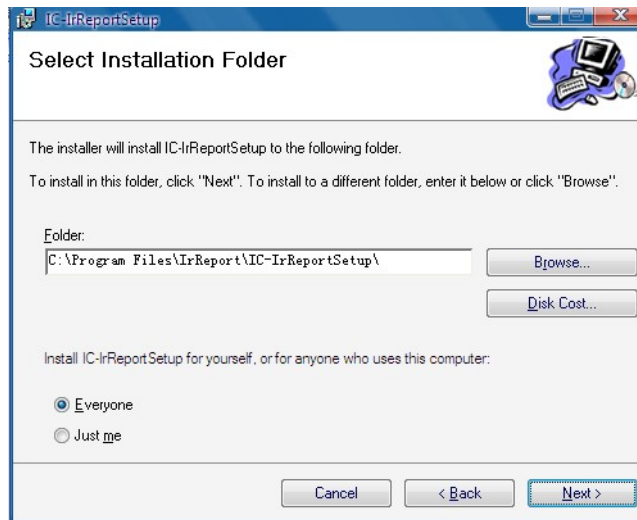 IC-IrReportSetup
Select Installation Folder
The installer will install IC-IrReportSetup to the following folder.
To install in this folder, click "Next". To install to a different folder, enter it below or click "Browse".
Folder:
C:\Program Files\IrReport\IC-IrReportSetup\
Browse...
Disk Cost...
Install IC-IrReportSetup for yourself, or for anyone who uses this computer:
Everyone
Just me
Cancel
< Back
Next >